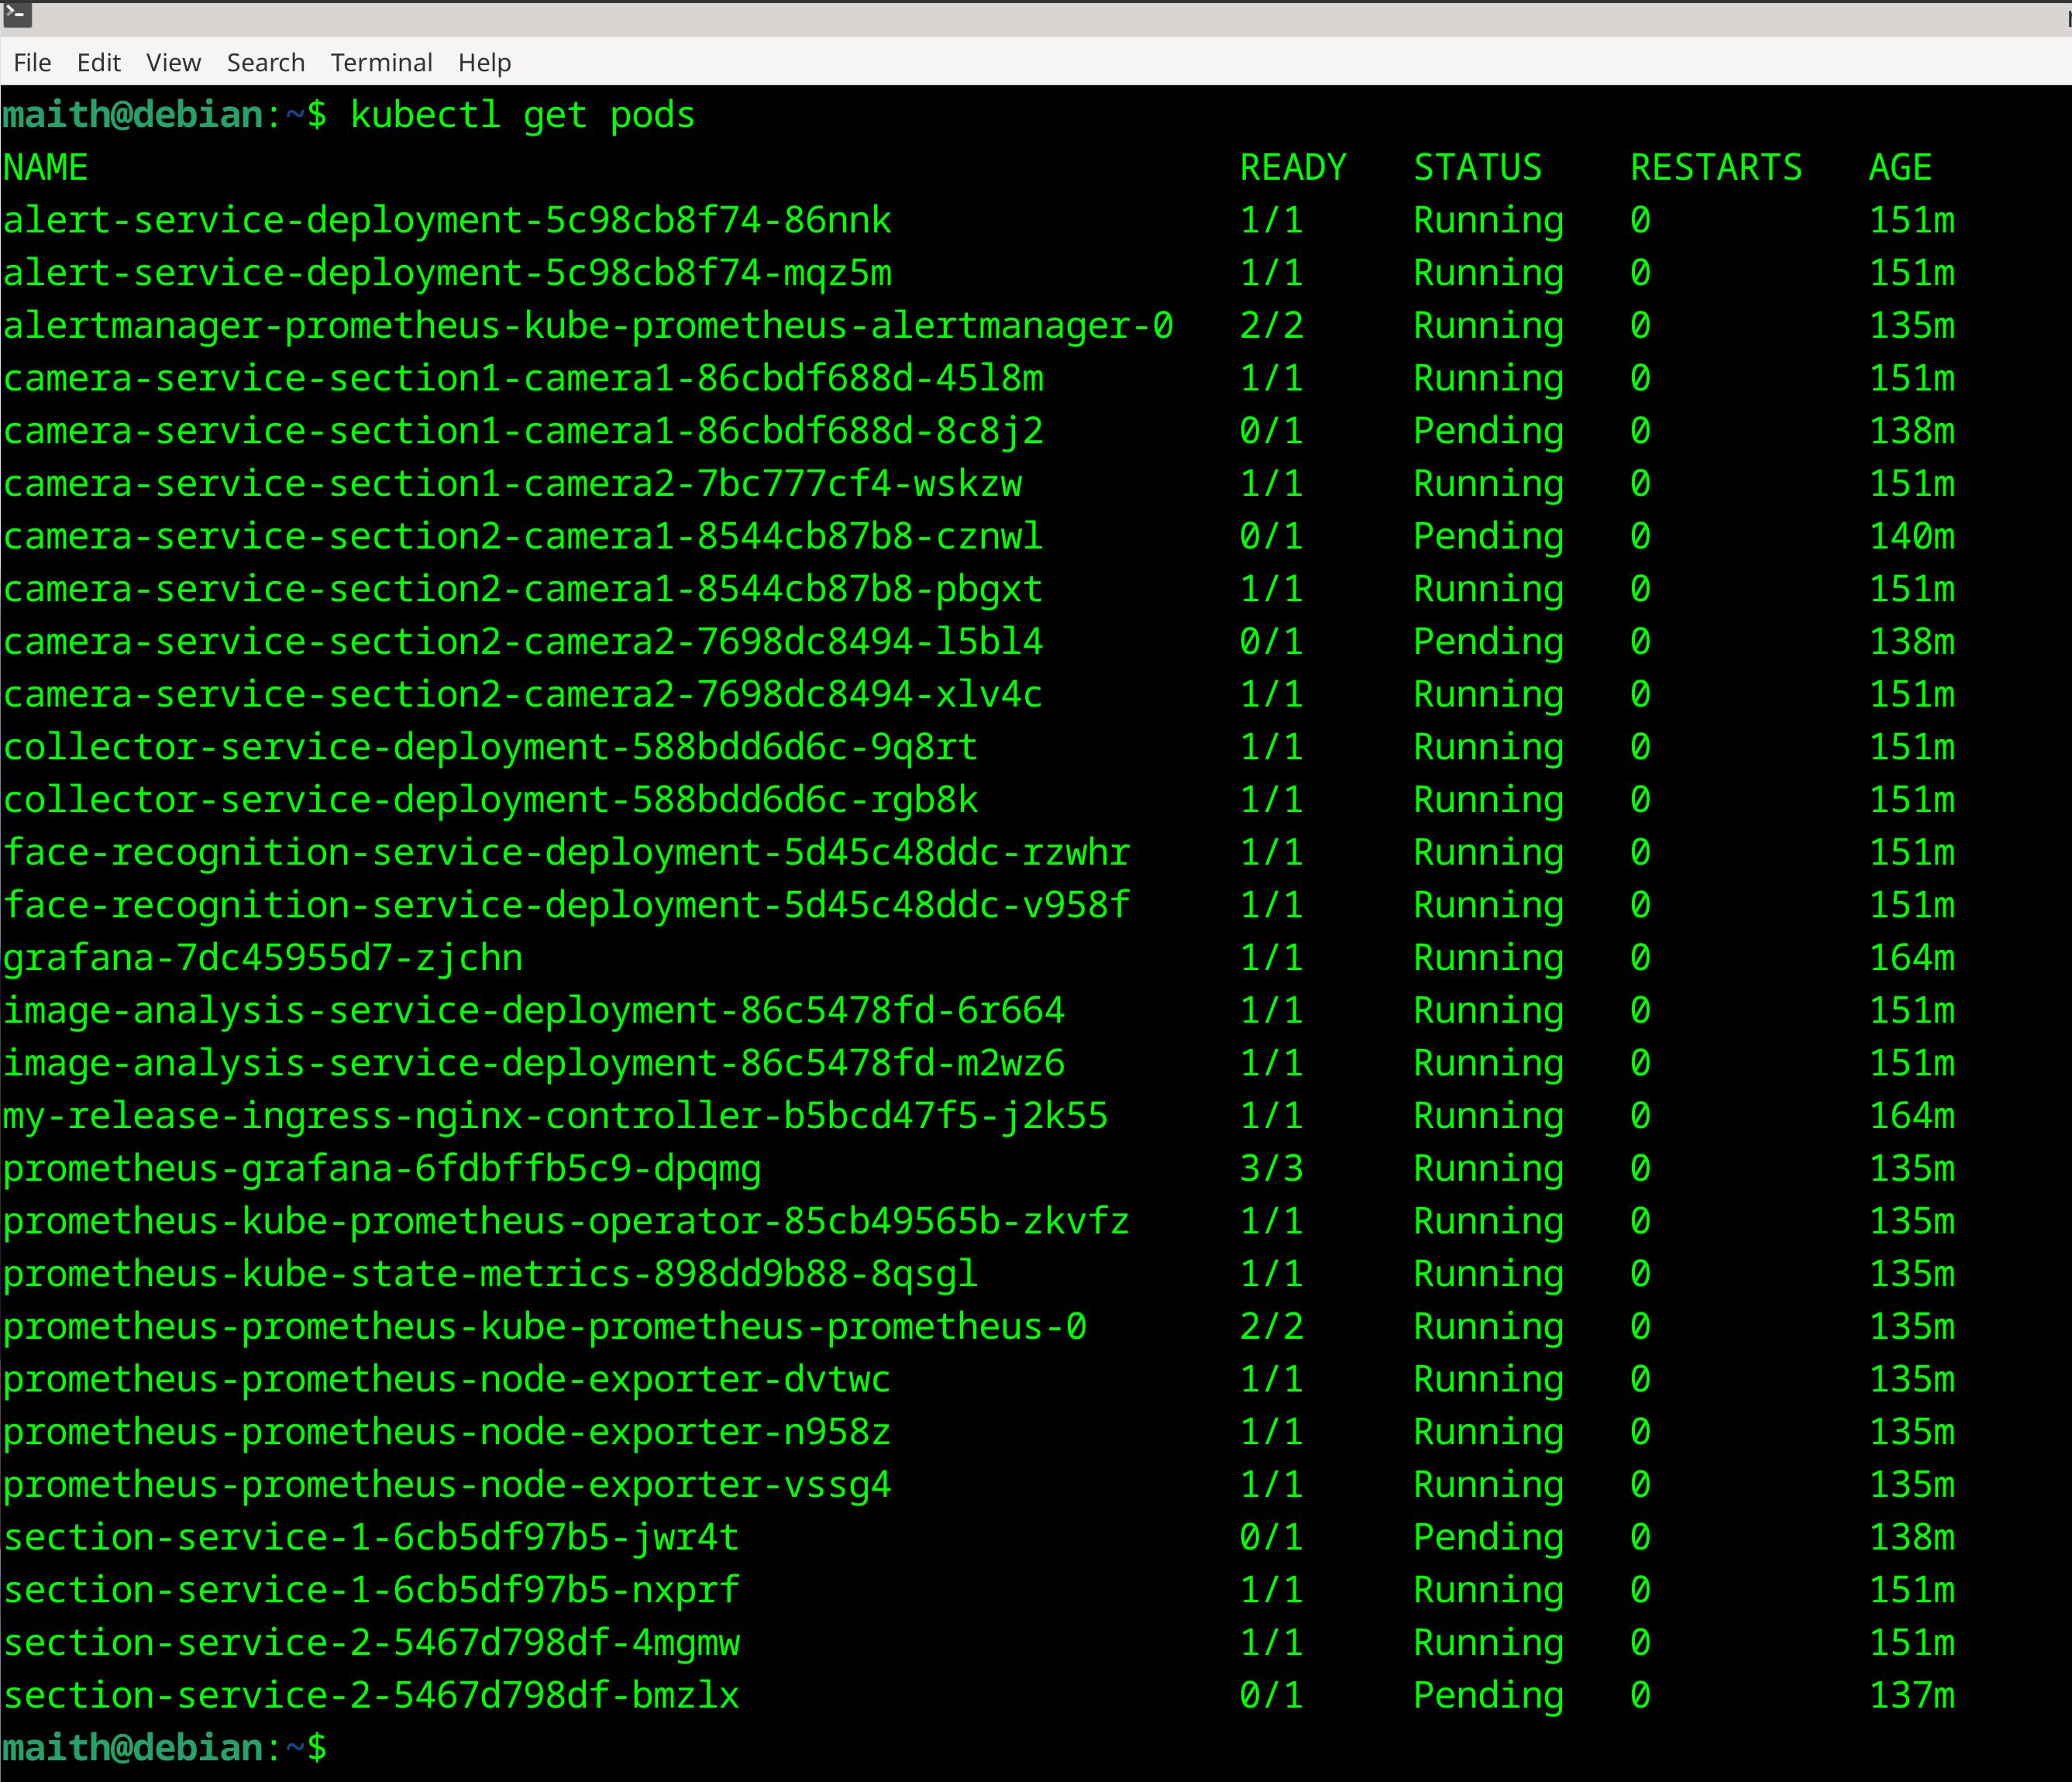 File Edit View Search Terminal Help
maith@debian:~$ kubectl get pods
NAME READY STATUS RESTARTS AGE
alert-service-deployment-5c98cb8f74-86nnk 1/1 Running 0 151m
alert-service-deployment-5c98cb8f74-mqz5m 1/1 Running 0 151m
alertmanager-prometheus-kube-prometheus-alertmanager-0 2/2 Running 0 135m
camera-service-section1-camera1-86cbdf688d-45l8m 1/1 Running 0 151m
camera-service-section1-camera1-86cbdf688d-8c8j2 0/1 Pending 0 138m
camera-service-section1-camera2-7bc777cf4-wskzw 1/1 Running 0 151m
camera-service-section2-camera1-8544cb87b8-cznwl 0/1 Pending 0 140m
camera-service-section2-camera1-8544cb87b8-pbgxt 1/1 Running 0 151m
camera-service-section2-camera2-7698dc8494-l5bl4 0/1 Pending 0 138m
camera-service-section2-camera2-7698dc8494-xlv4c 1/1 Running 0 151m
collector-service-deployment-588bdd6d6c-9q8rt 1/1 Running 0 151m
collector-service-deployment-588bdd6d6c-rgb8k 1/1 Running 0 151m
face-recognition-service-deployment-5d45c48ddc-rzwhr 1/1 Running 0 151m
face-recognition-service-deployment-5d45c48ddc-v958f 1/1 Running 0 151m
grafana-7dc45955d7-zjchn 1/1 Running 0 164m
image-analysis-service-deployment-86c5478fd-6r664 1/1 Running 0 151m
image-analysis-service-deployment-86c5478fd-m2wz6 1/1 Running 0 151m
my-release-ingress-nginx-controller-b5bcd47f5-j2k55 1/1 Running 0 164m
prometheus-grafana-6fdbffb5c9-dpqmg 3/3 Running 0 135m
prometheus-kube-prometheus-operator-85cb49565b-zkvfz 1/1 Running 0 135m
prometheus-kube-state-metrics-898dd9b88-8qsgl 1/1 Running 0 135m
prometheus-prometheus-kube-prometheus-prometheus-0 2/2 Running 0 135m
prometheus-prometheus-node-exporter-dvtwc 1/1 Running 0 135m
prometheus-prometheus-node-exporter-n958z 1/1 Running 0 135m
prometheus-prometheus-node-exporter-vssg4 1/1 Running 0 135m
section-service-1-6cb5df97b5-jwr4t 0/1 Pending 0 138m
section-service-1-6cb5df97b5-nxprf 1/1 Running 0 151m
section-service-2-5467d798df-4mgmw 1/1 Running 0 151m
section-service-2-5467d798df-bmzlx 0/1 Pending 0 137m
maith@debian:~$